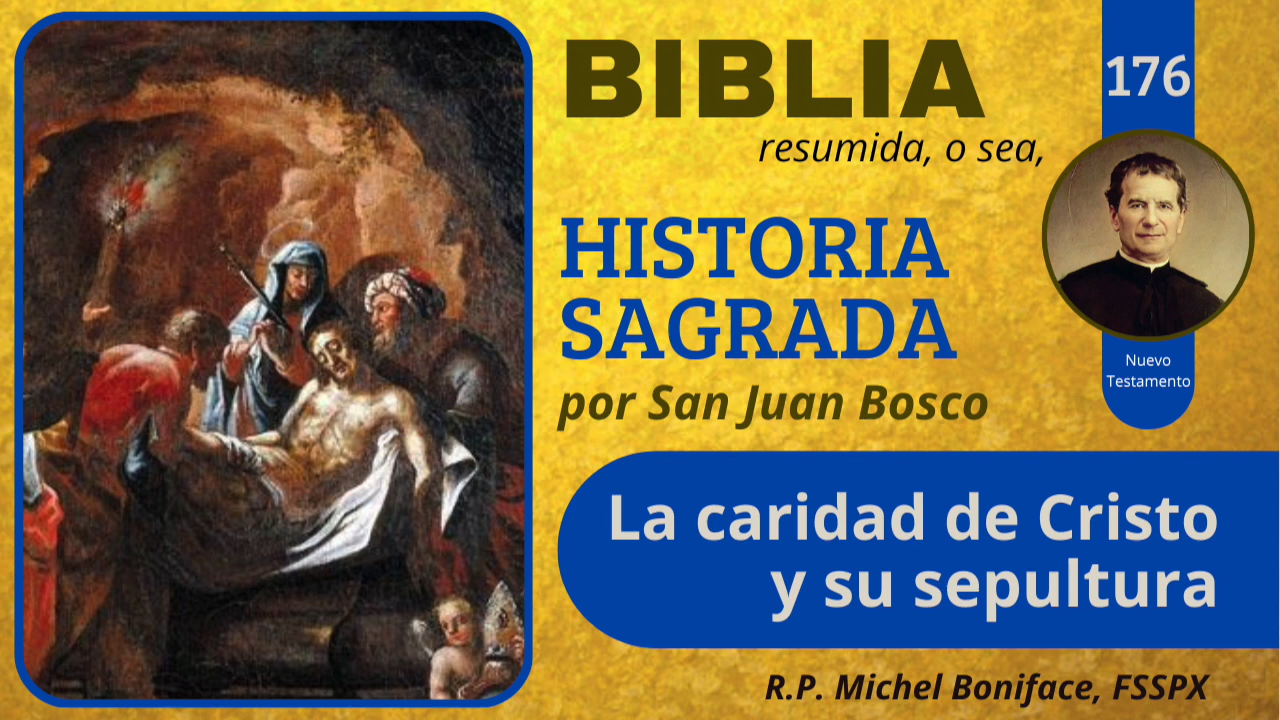 BIBLIA
resumida, o sea,
HISTORIA
SAGRADA
por San Juan Bosco
176
Nuevo
Testamento
La caridad de Cristo
y su sepultura
R.P. Michel Boniface, FSSPX